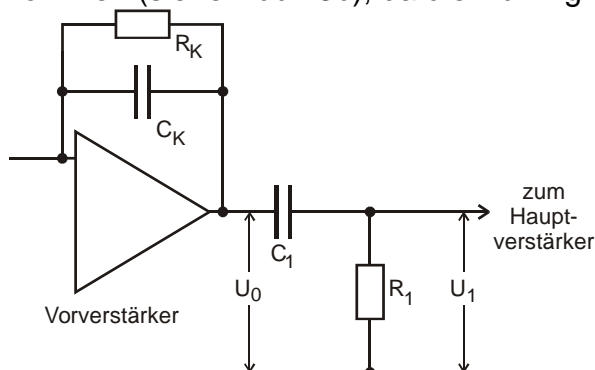 R_K
C_K
C_1
U_0
R_1
U_1
zum
Haupt-
verstärker
Vorverstärker